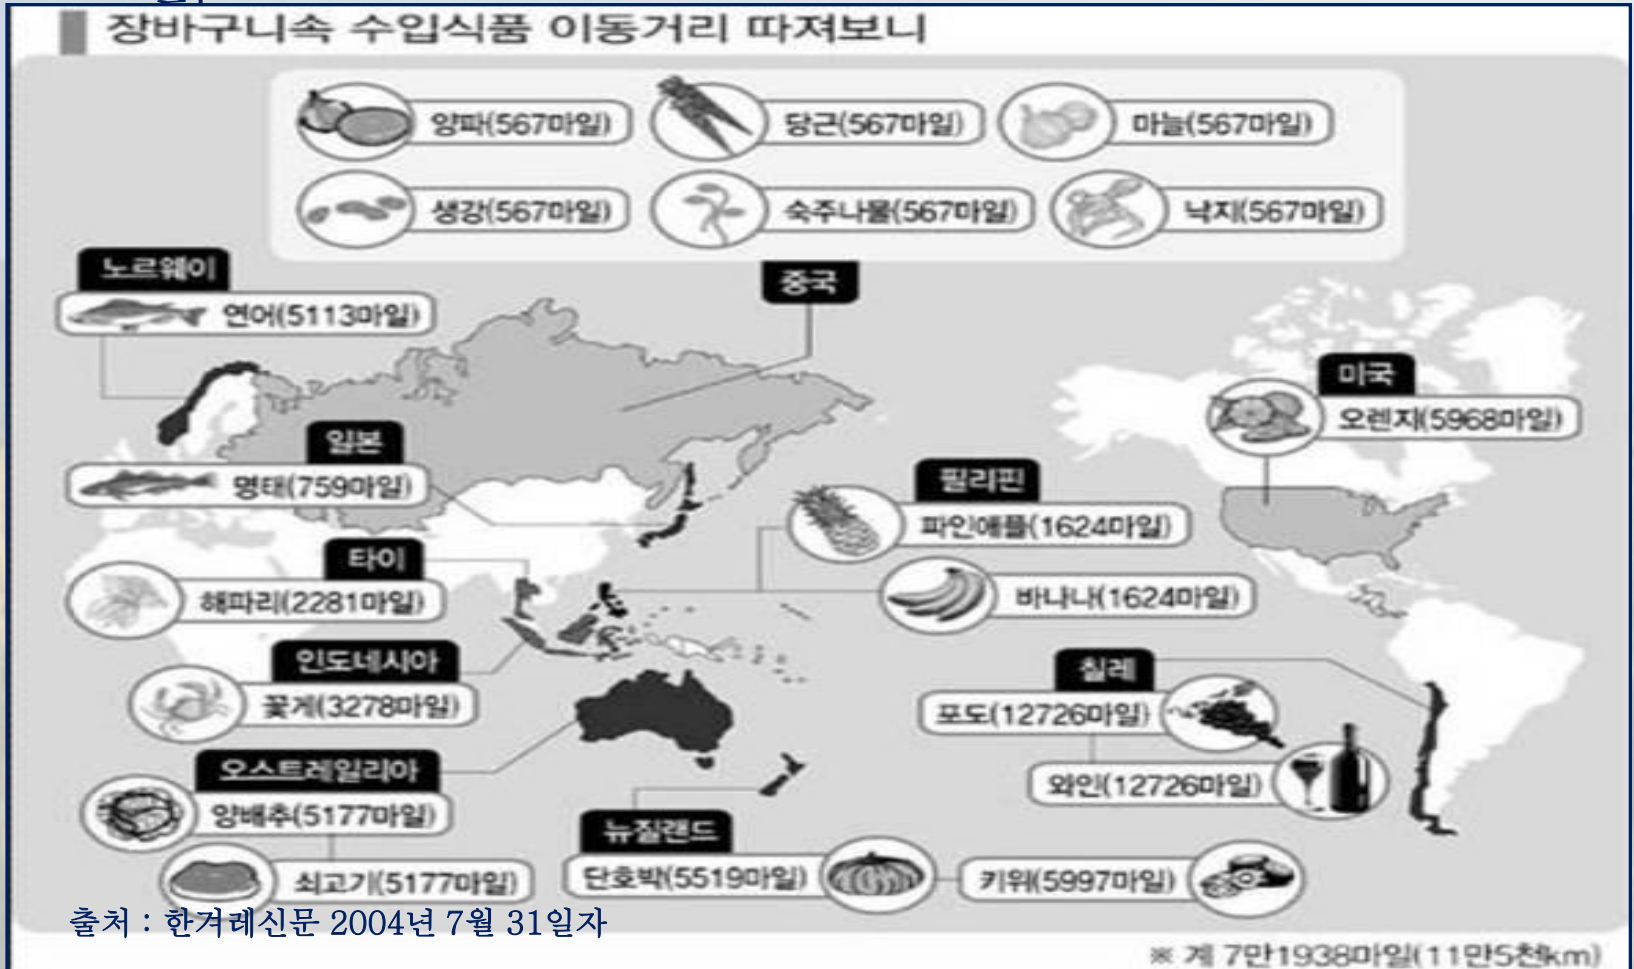 장바구니속 수입식품 이동거리 따져보니
양파(567마일)
당근(567마일)
마늘(567마일)
생강(567마일)
숙주나물(567마일)
낙지(567마일)
노르웨이
연어(5113마일)
중국
미국
오렌지(5968마일)
일본
명태(759마일)
필리핀
파인애플(1624마일)
바나나(1624마일)
타이
해파리(2281마일)
인도네시아
꽃게(3278마일)
칠레
포도(12726마일)
와인(12726마일)
오스트레일리아
양배추(5177마일)
쇠고기(5177마일)
뉴질랜드
단호박(5519마일)
키위(5997마일)
출처 : 한겨레신문 2004년 7월 31일자
※ 계 7만1938마일(11만5천km)